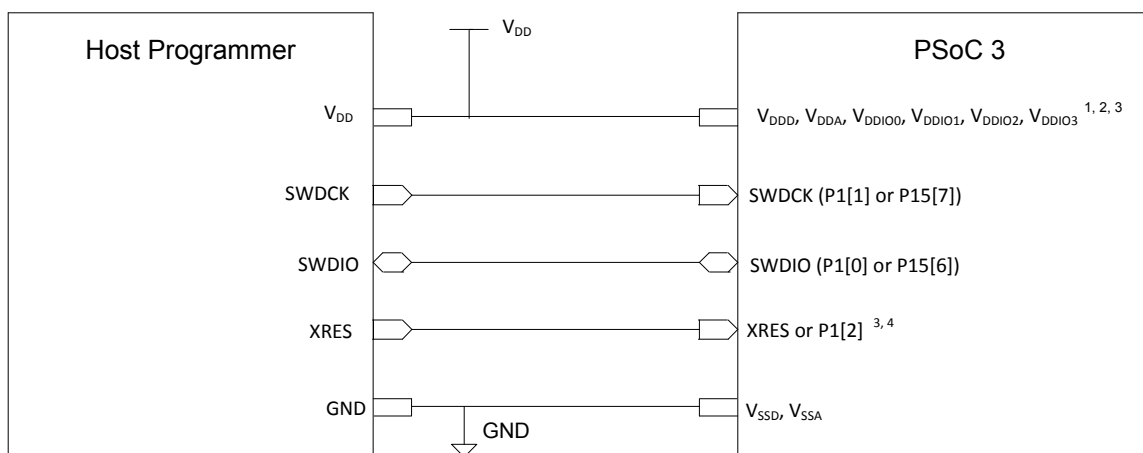 Host Programmer
PSoC 3
V_DD
V_DD
V_DDD, V_DDA, V_DDIO0, V_DDIO1, V_DDIO2, V_DDIO3 1, 2, 3
SWDCK
SWDCK (P1[1] or P15[7])
SWDIO
SWDIO (P1[0] or P15[6])
XRES
XRES or P1[2] 3, 4
GND
GND
V_SSD, V_SSA